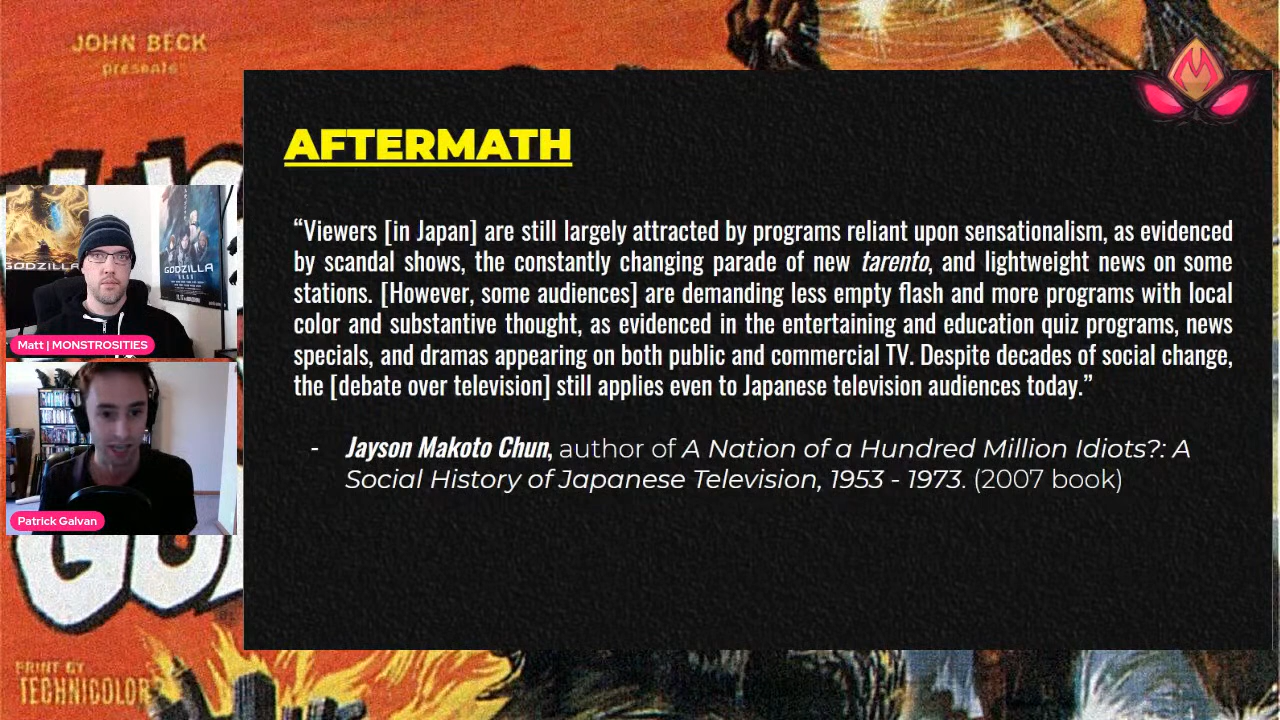 JOHN BECK
presents
GODZILLA
GODZILLA
Matt | MONSTROSITIES
Patrick Galvan
PRINT BY
TECHNICOLOR
AFTERMATH
“Viewers [in Japan] are still largely attracted by programs reliant upon sensationalism, as evidenced
by scandal shows, the constantly changing parade of new tarento, and lightweight news on some
stations. [However, some audiences] are demanding less empty flash and more programs with local
color and substantive thought, as evidenced in the entertaining and education quiz programs, news
specials, and dramas appearing on both public and commercial TV. Despite decades of social change,
the [debate over television] still applies even to Japanese television audiences today.”
- Jayson Makoto Chun, author of A Nation of a Hundred Million Idiots?: A
Social History of Japanese Television, 1953 - 1973. (2007 book)